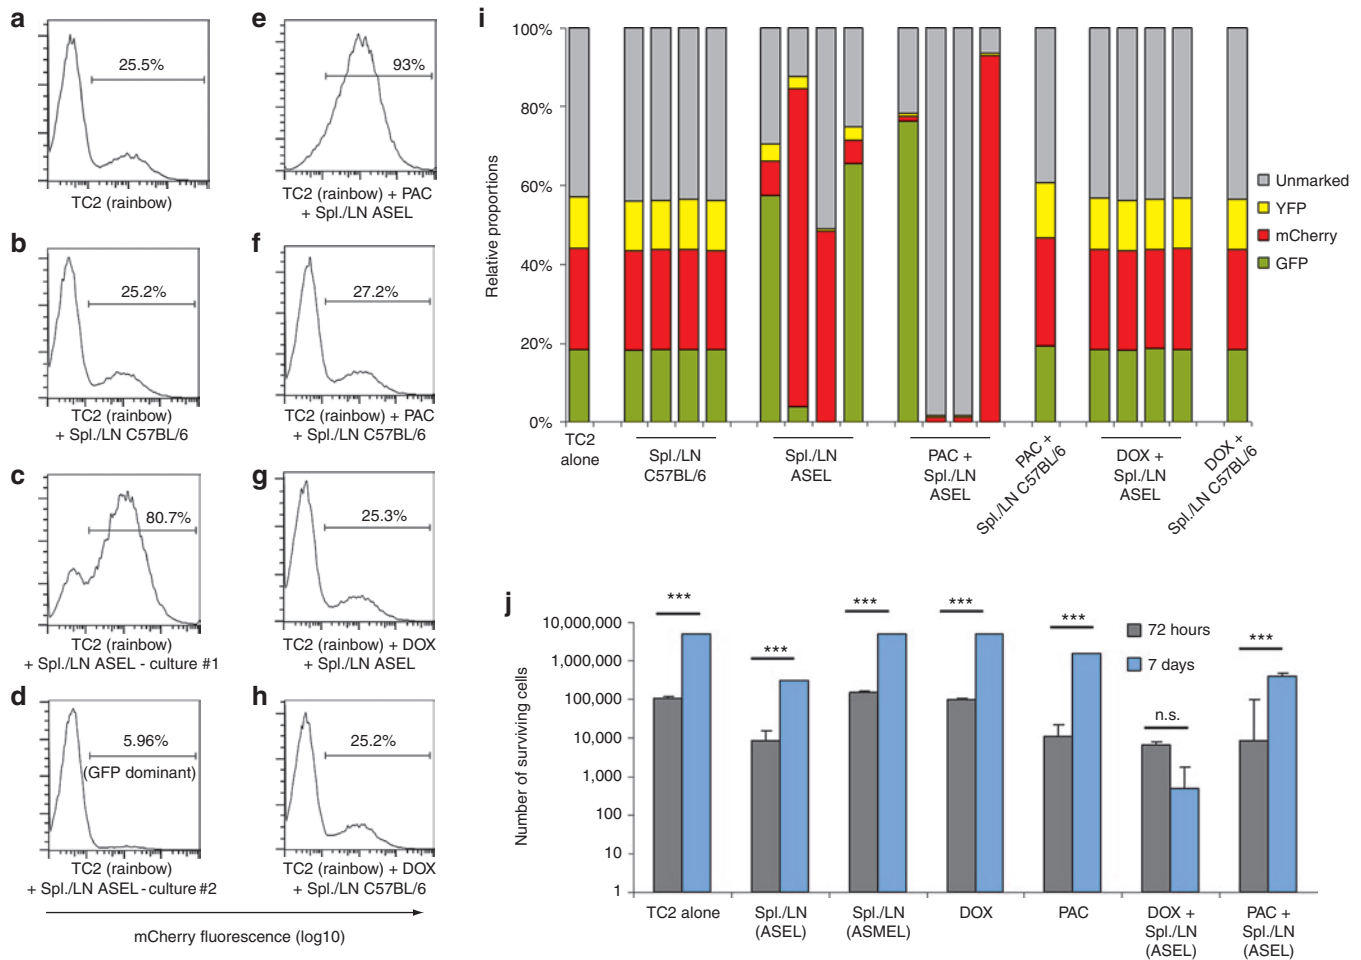 a
25.5%
TC2 (rainbow)
b
25.2%
TC2 (rainbow)
+ Spl./LN C57BL/6
c
80.7%
TC2 (rainbow)
+ Spl./LN ASEL - culture #1
d
5.96%
(GFP dominant)
TC2 (rainbow)
+ Spl./LN ASEL - culture #2
e
93%
TC2 (rainbow) + PAC
+ Spl./LN ASEL
f
27.2%
TC2 (rainbow) + PAC
+ Spl./LN C57BL/6
g
25.3%
TC2 (rainbow) + DOX
+ Spl./LN ASEL
h
25.2%
TC2 (rainbow) + DOX
+ Spl./LN C57BL/6
mCherry fluorescence (log10)
i
Relative proportions
100%
80%
60%
40%
20%
0%
TC2
alone
Spl./LN
C57BL/6
Spl./LN
ASEL
PAC +
Spl./LN
ASEL
PAC +
Spl./LN C57BL/6
DOX +
Spl./LN
ASEL
DOX +
Spl./LN C57BL/6
Unmarked
YFP
mCherry
GFP
j
Number of surviving cells
10,000,000
1,000,000
100,000
10,000
1,000
100
10
1
***
***
***
***
***
n.s.
***
72 hours
7 days
TC2 alone
Spl./LN
(ASEL)
Spl./LN
(ASMEL)
DOX
PAC
DOX +
Spl./LN
(ASEL)
PAC +
Spl./LN
(ASEL)